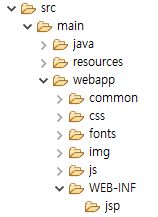 src
main
java
resources
webapp
common
css
fonts
img
js
WEB-INF
jsp